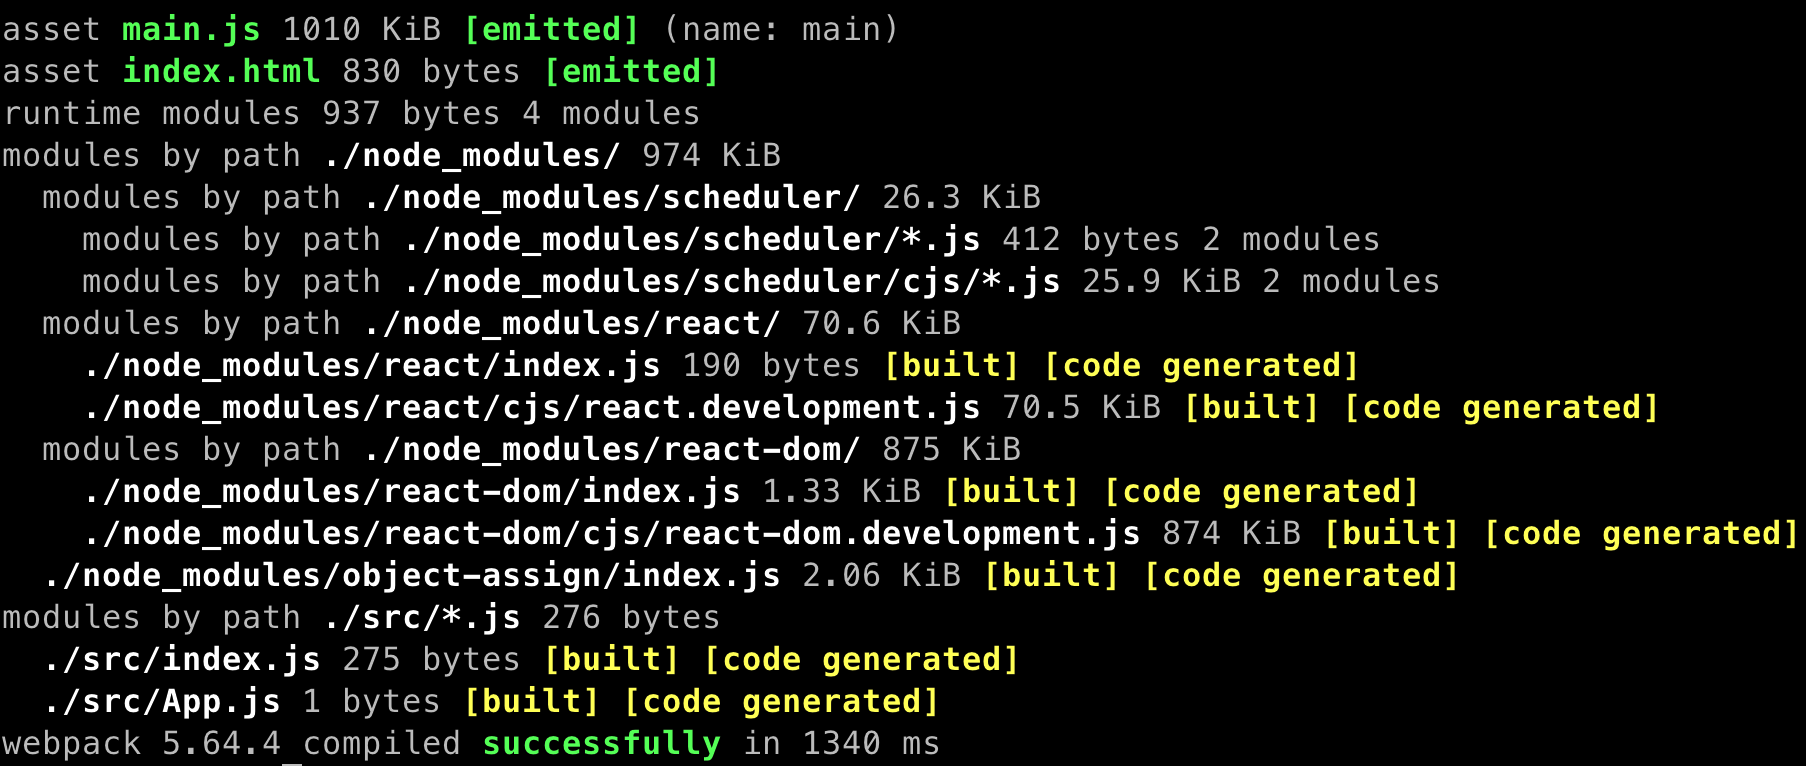 asset main.js 1010 KiB [emitted] (name: main)
asset index.html 830 bytes [emitted]
runtime modules 937 bytes 4 modules
modules by path ./node_modules/ 974 KiB
  modules by path ./node_modules/scheduler/ 26.3 KiB
    modules by path ./node_modules/scheduler/*.js 412 bytes 2 modules
    modules by path ./node_modules/scheduler/cjs/*.js 25.9 KiB 2 modules
  modules by path ./node_modules/react/ 70.6 KiB
    ./node_modules/react/index.js 190 bytes [built] [code generated]
    ./node_modules/react/cjs/react.development.js 70.5 KiB [built] [code generated]
  modules by path ./node_modules/react-dom/ 875 KiB
    ./node_modules/react-dom/index.js 1.33 KiB [built] [code generated]
    ./node_modules/react-dom/cjs/react-dom.development.js 874 KiB [built] [code generated]
  ./node_modules/object-assign/index.js 2.06 KiB [built] [code generated]
modules by path ./src/*.js 276 bytes
  ./src/index.js 275 bytes [built] [code generated]
  ./src/App.js 1 bytes [built] [code generated]
webpack 5.64.4 compiled successfully in 1340 ms